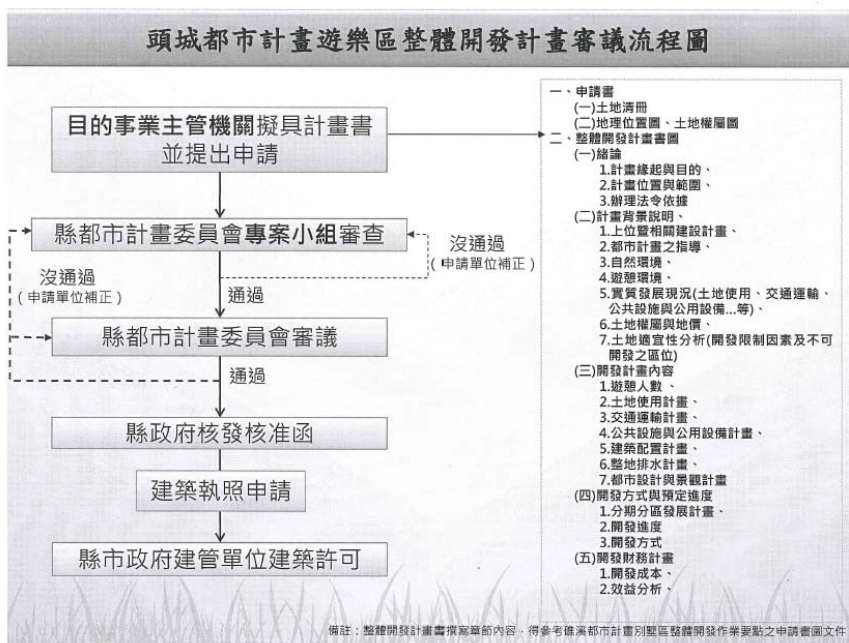 頭城都市計畫遊樂區整體開發計畫審議流程圖
目的事業主管機關擬具計畫書
並提出申請
縣都市計畫委員會專案小組審查
沒通過
(申請單位補正)
沒通過
(申請單位補正)
通過
縣都市計畫委員會審議
通過
縣政府核發核准函
建築執照申請
縣市政府建管單位建築許可
一、申請書
(一)土地清冊
(二)地理位置圖、土地權屬圖
二、整體開發計畫書圖
(一)緒論
1.計畫緣起與目的、
2.計畫位置與範圍、
3.辦理法令依據
(二)計畫背景說明、
1.上位暨相關建設計畫、
2.都市計畫之指導、
3.自然環境、
4.遊憩環境、
5.實質發展現況(土地使用、交通運輸、
公共設施與公用設備...等)、
6.土地權屬與地價、
7.土地適宜性分析(開發限制因素及不可
開發之區位)
(三)開發計畫內容
1.遊憩人數、
2.土地使用計畫、
3.交通運輸計畫、
4.公共設施與公用設備計畫、
5.建築配置計畫、
6.整地排水計畫、
7.都市設計與景觀計畫
(四)開發方式與預定進度
1.分期分區發展計畫、
2.開發進度
3.開發方式
(五)開發財務計畫
1.開發成本、
2.效益分析、
備註：整體開發計畫書撰寫章節內容，得參考礁溪都市計畫別墅區整體開發作業要點之申請書圖文件